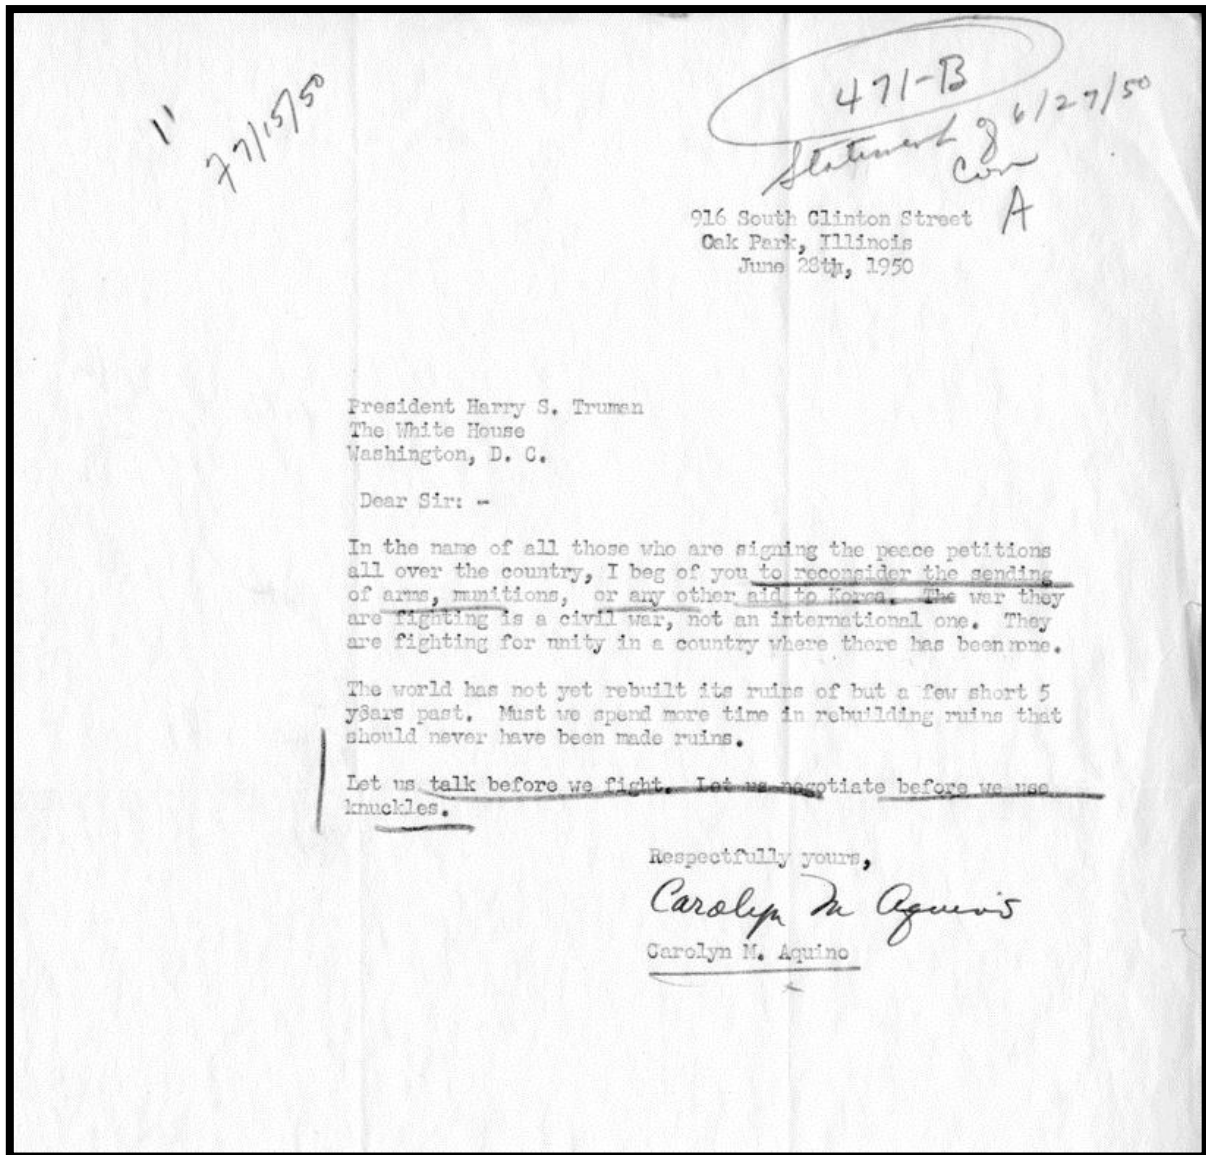 471-B
Statement of 6/27/50
Com
A
7/15/50
916 South Clinton Street
Oak Park, Illinois
June 28th, 1950
President Harry S. Truman
The White House
Washington, D. C.
Dear Sir: -
In the name of all those who are signing the peace petitions
all over the country, I beg of you to reconsider the sending
of arms, munitions, or any other aid to Korea. The war they
are fighting is a civil war, not an international one. They
are fighting for unity in a country where there has been none.
The world has not yet rebuilt its ruins of but a few short 5
y8ars past. Must we spend more time in rebuilding ruins that
should never have been made ruins.
Let us talk before we fight. Let us negotiate before we use
knuckles.
Respectfully yours,
Carolyn M Aquino
Carolyn M. Aquino